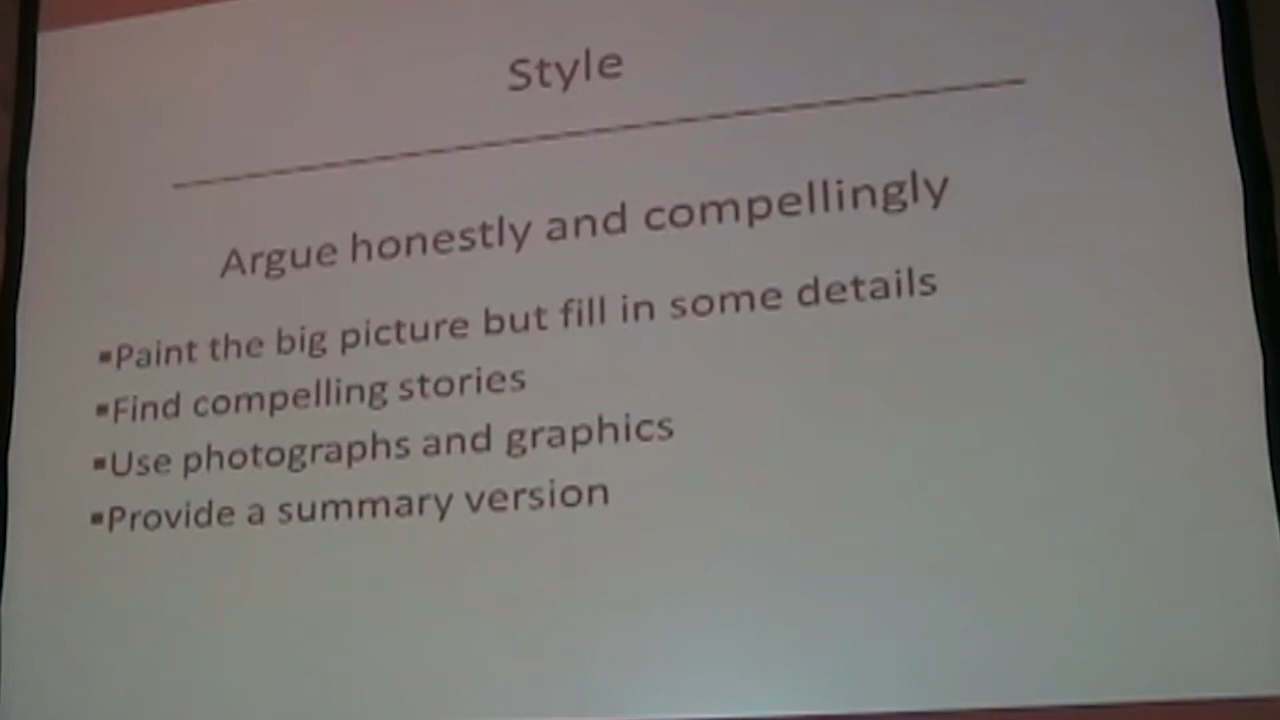 Style
Argue honestly and compellingly
▪Paint the big picture but fill in some details
▪Find compelling stories
▪Use photographs and graphics
▪Provide a summary version